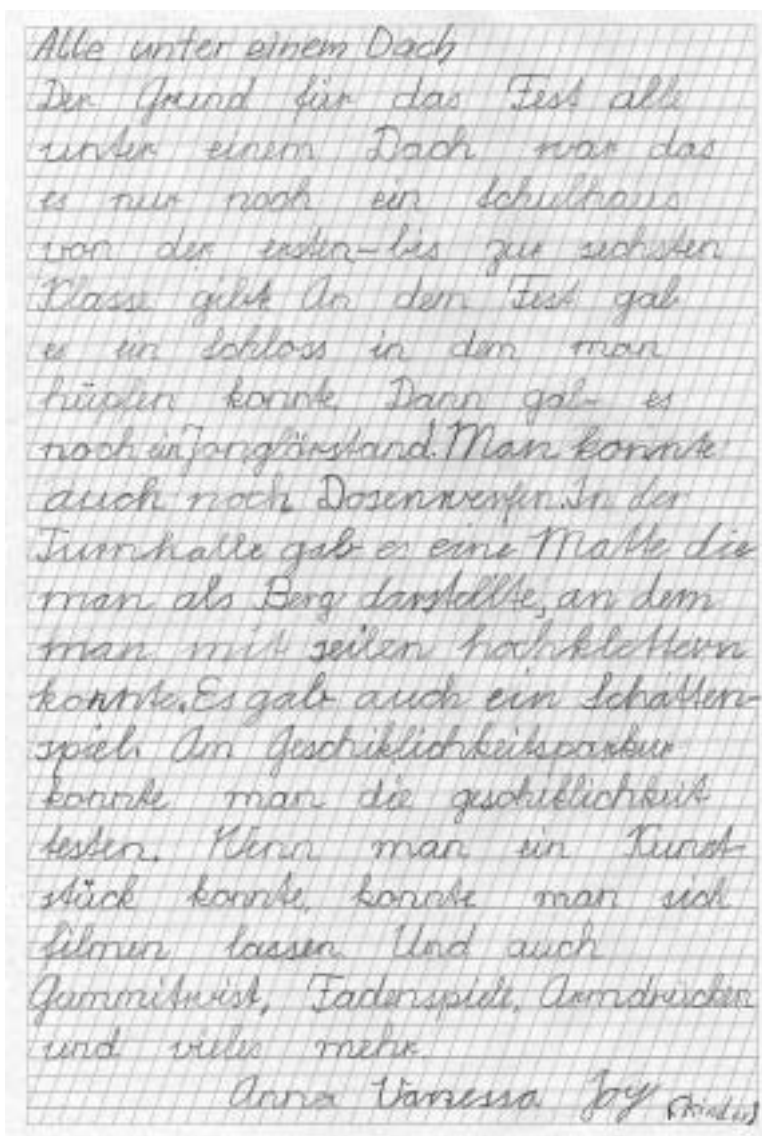 Alle unter einem Dach
Der Grund für das Fest alle
unter einem Dach war das
es nur noch ein Schulhaus
von der ersten-bis zur sechsten
Klasse gibt An dem Fest gab
es ein Schloss in dem man
hüpfen konnte. Dann gab es
noch ein Jonglörstand. Man konnte
auch noch Dosenwerfen. In der
Turnhalle gab es eine Matte die
man als Berg darstellte, an dem
man mit seilen hochklettern
konnte. Es gab auch ein Schatten-
spiel. Am Geschiklichkeitsparkur
konnte man die geschiklichkeit
testen. Wenn man ein Kunst-
stück konnte, konnte man sich
filmen lassen. Und auch
Gummitwist, Fadenspiele, Armdrücken
und vieles mehr.
Anna Vanessa Joy (Kinder)